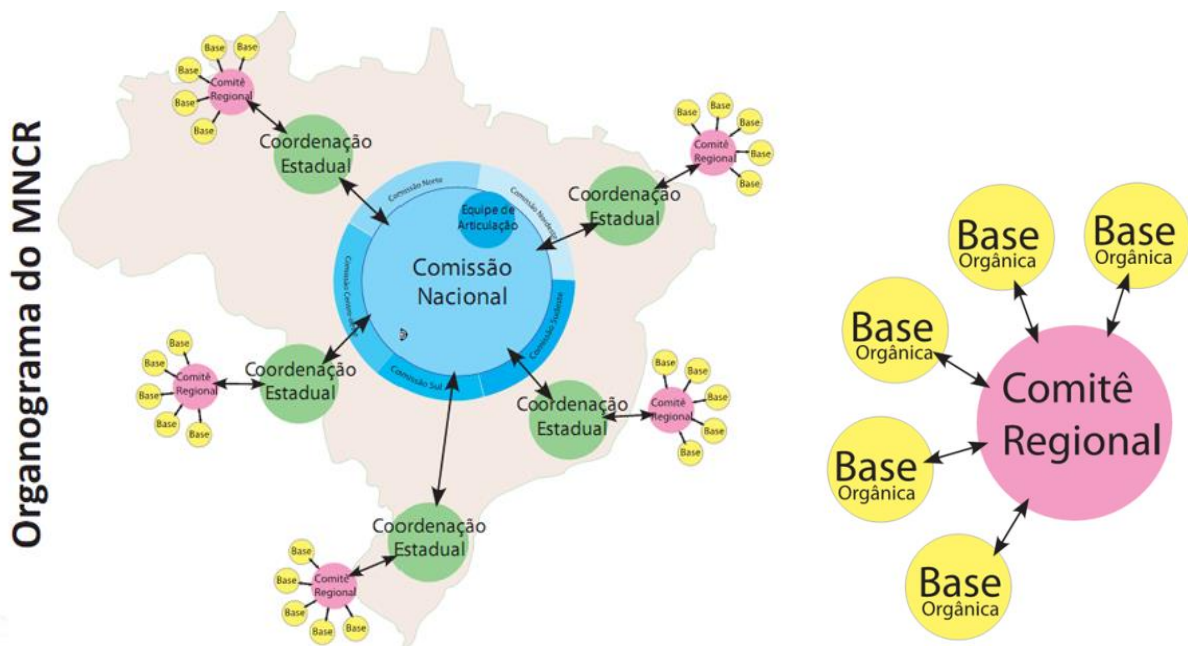 Organograma do MNCR
Base
Base
Base
Base
Base
Comitê
Regional
Coordenação
Estadual
Base
Base
Base
Base
Base
Comitê
Regional
Coordenação
Estadual
Comissão Norte
Comissão Nordeste
Equipe de
Articulação
Comissão
Nacional
Comissão
Comissão Sudeste
Comissão Sul
Base
Base
Base
Base
Base
Comitê
Regional
Coordenação
Estadual
Coordenação
Estadual
Base
Base
Base
Base
Base
Comitê
Regional
Coordenação
Estadual
Base
Base
Base
Base
Base
Comitê
Regional
Base
Orgânica
Base
Orgânica
Base
Orgânica
Base
Orgânica
Base
Orgânica
Comitê
Regional